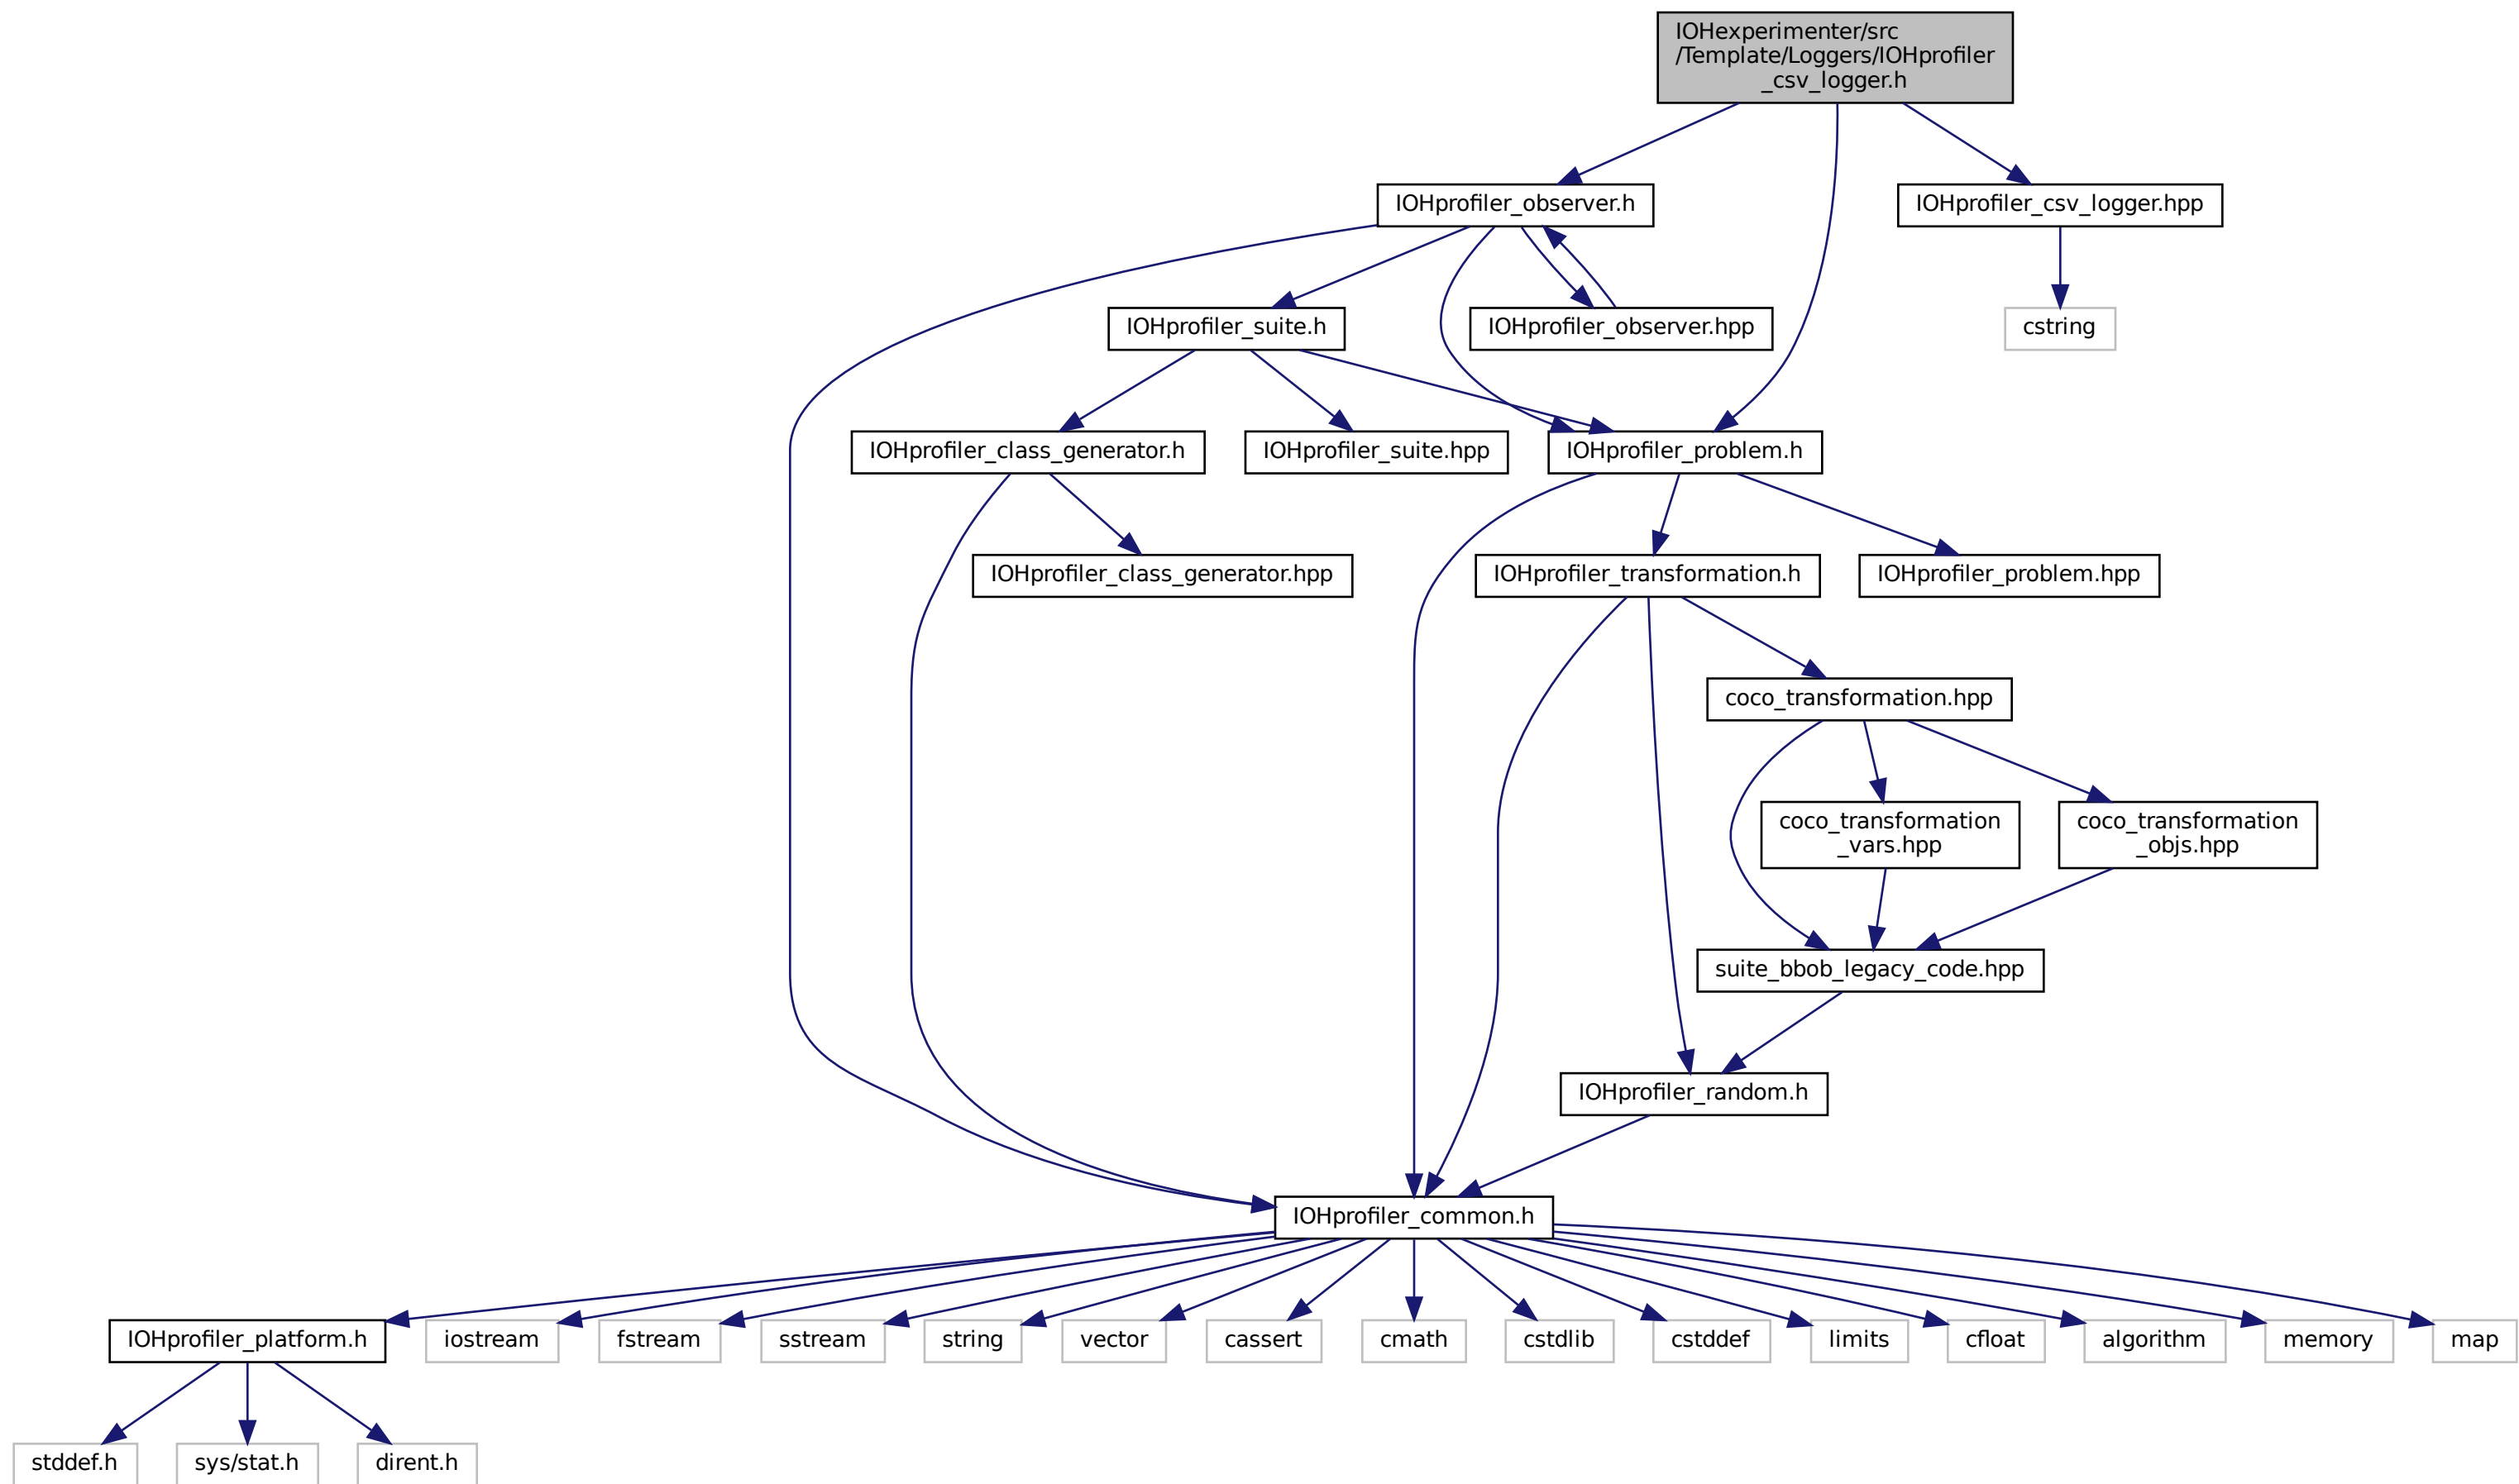 IOHexperimenter/src
/Template/Loggers/IOHprofiler
_csv_logger.h
IOHprofiler_observer.h
IOHprofiler_csv_logger.hpp
IOHprofiler_suite.h
IOHprofiler_observer.hpp
cstring
IOHprofiler_class_generator.h
IOHprofiler_suite.hpp
IOHprofiler_problem.h
IOHprofiler_class_generator.hpp
IOHprofiler_transformation.h
IOHprofiler_problem.hpp
coco_transformation.hpp
coco_transformation
_vars.hpp
coco_transformation
_objs.hpp
suite_bbob_legacy_code.hpp
IOHprofiler_random.h
IOHprofiler_common.h
IOHprofiler_platform.h
iostream
fstream
sstream
string
vector
cassert
cmath
cstdlib
cstddef
limits
cfloat
algorithm
memory
map
stddef.h
sys/stat.h
dirent.h